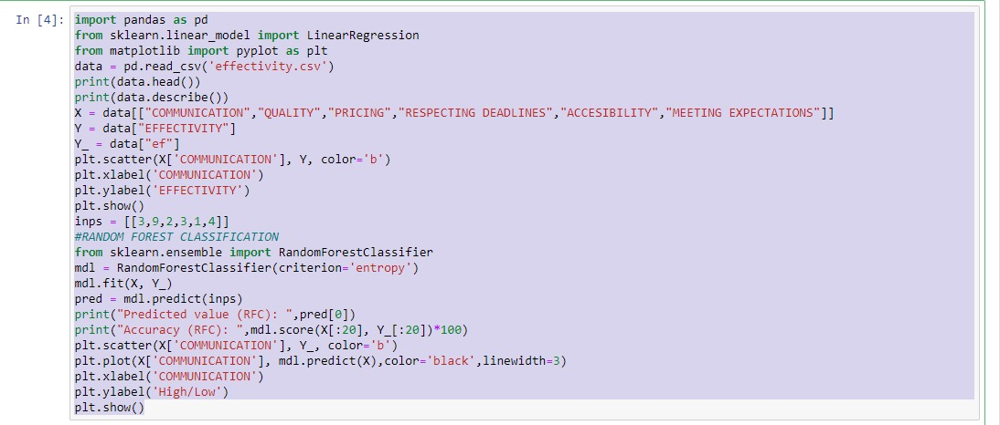 In [4]:
import pandas as pd
from sklearn.linear_model import LinearRegression
from matplotlib import pyplot as plt
data = pd.read_csv('effectivity.csv')
print(data.head())
print(data.describe())
X = data[["COMMUNICATION","QUALITY","PRICING","RESPECTING DEADLINES","ACCESIBILITY","MEETING EXPECTATIONS"]]
Y = data["EFFECTIVITY"]
Y_ = data["ef"]
plt.scatter(X['COMMUNICATION'], Y, color='b')
plt.xlabel('COMMUNICATION')
plt.ylabel('EFFECTIVITY')
plt.show()
inps = [[3,9,2,3,1,4]]
#RANDOM FOREST CLASSIFICATION
from sklearn.ensemble import RandomForestClassifier
mdl = RandomForestClassifier(criterion='entropy')
mdl.fit(X, Y_)
pred = mdl.predict(inps)
print("Predicted value (RFC): ",pred[0])
print("Accuracy (RFC): ",mdl.score(X[:20], Y_[:20])*100)
plt.scatter(X['COMMUNICATION'], Y_, color='b')
plt.plot(X['COMMUNICATION'], mdl.predict(X),color='black',linewidth=3)
plt.xlabel('COMMUNICATION')
plt.ylabel('High/Low')
plt.show()